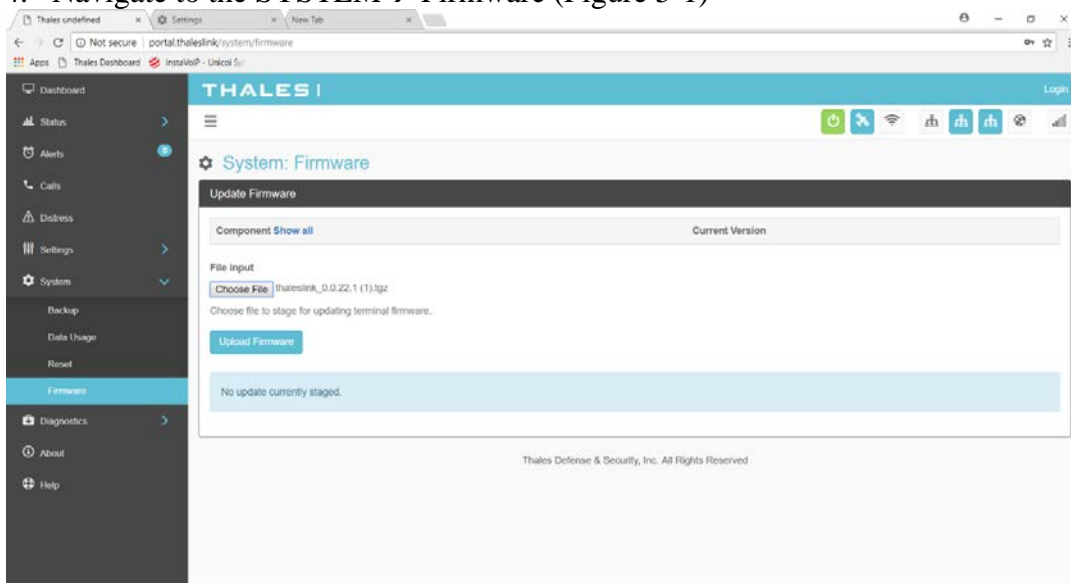 4. Navigate to the SYSTEM → Firmware (Figure 3-1)
Thales undefined × Settings × New Tab ×
Not secure portal.thaleslink/system/firmware
Apps Thales Dashboard InstaVoIP - Unicoi Sy
Dashboard
THALES
Login
Status
Alerts 0
System: Firmware
Calls
Update Firmware
Distress
Component Show all Current Version
Settings
File input
System
Choose File thaleslink_0.0.22.1 (1).tgz
Backup
Choose file to stage for updating terminal firmware.
Data Usage
Upload Firmware
Reset
Firmware
No update currently staged.
Diagnostics
About
Thales Defense & Security, Inc. All Rights Reserved
Help